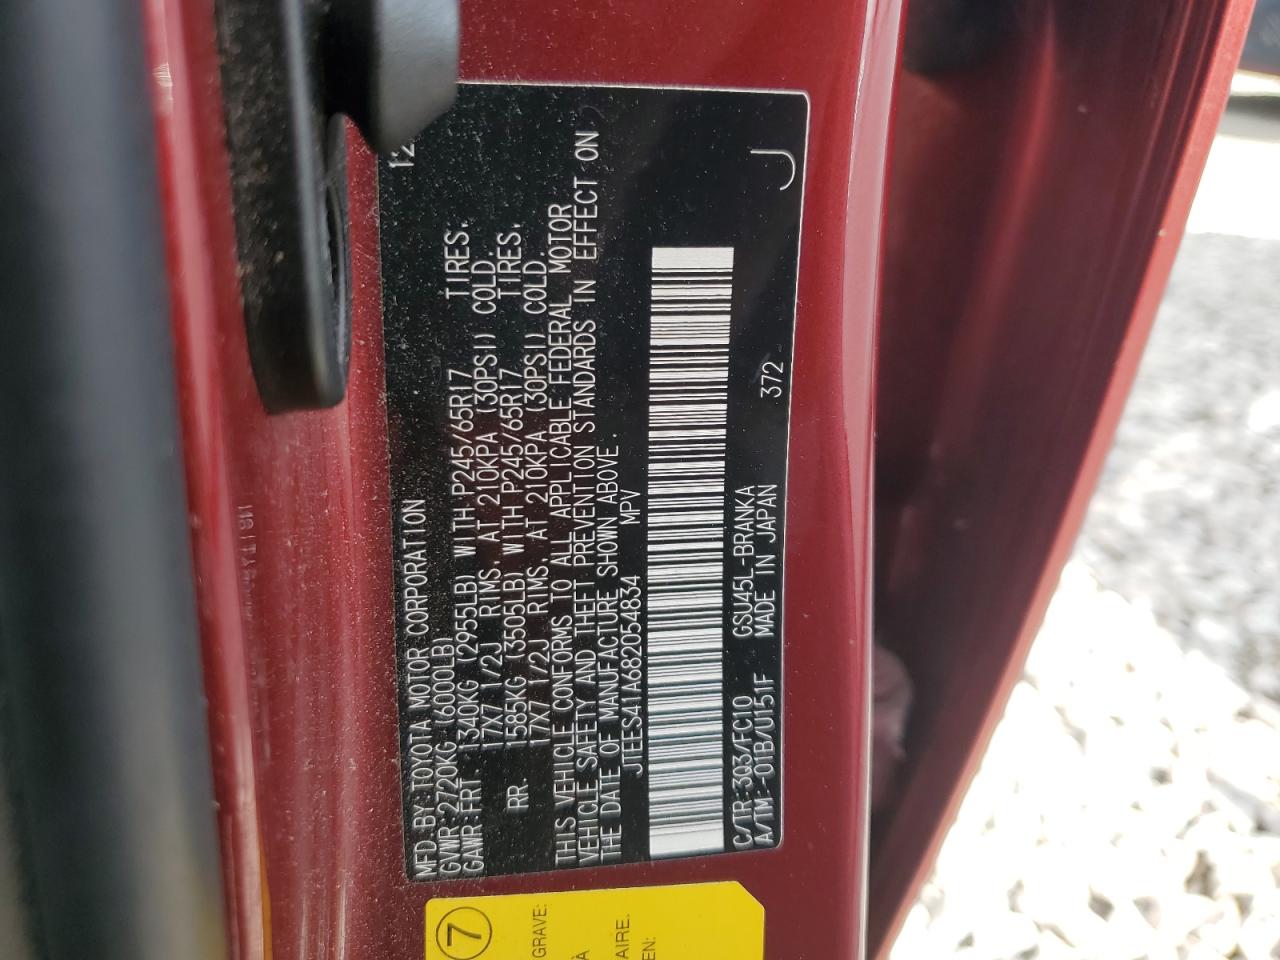 MFD.BY:TOYOTA MOTOR CORPORATION 12
GVWR:2720KG (6000LB)
GAWR:FRT 1340KG (2955LB) WITH P245/65R17 TIRES,
17X7 1/2J RIMS, AT 210KPA (30PSI) COLD.
RR. 1585KG (3505LB) WITH P245/65R17 TIRES,
17X7 1/2J RIMS, AT 210KPA (30PSI) COLD.
THIS VEHICLE CONFORMS TO ALL APPLICABLE FEDERAL MOTOR
VEHICLE SAFETY AND THEFT PREVENTION STANDARDS IN EFFECT ON
THE DATE OF MANUFACTURE SHOWN ABOVE.
JTEES41A682054834 MPV
C/TR:3Q3/FC10 GSU45L-BRANKA 372 J
A/TM:-01B/U151F MADE IN JAPAN
7
GRAVE:
A
AIRE.
EN: